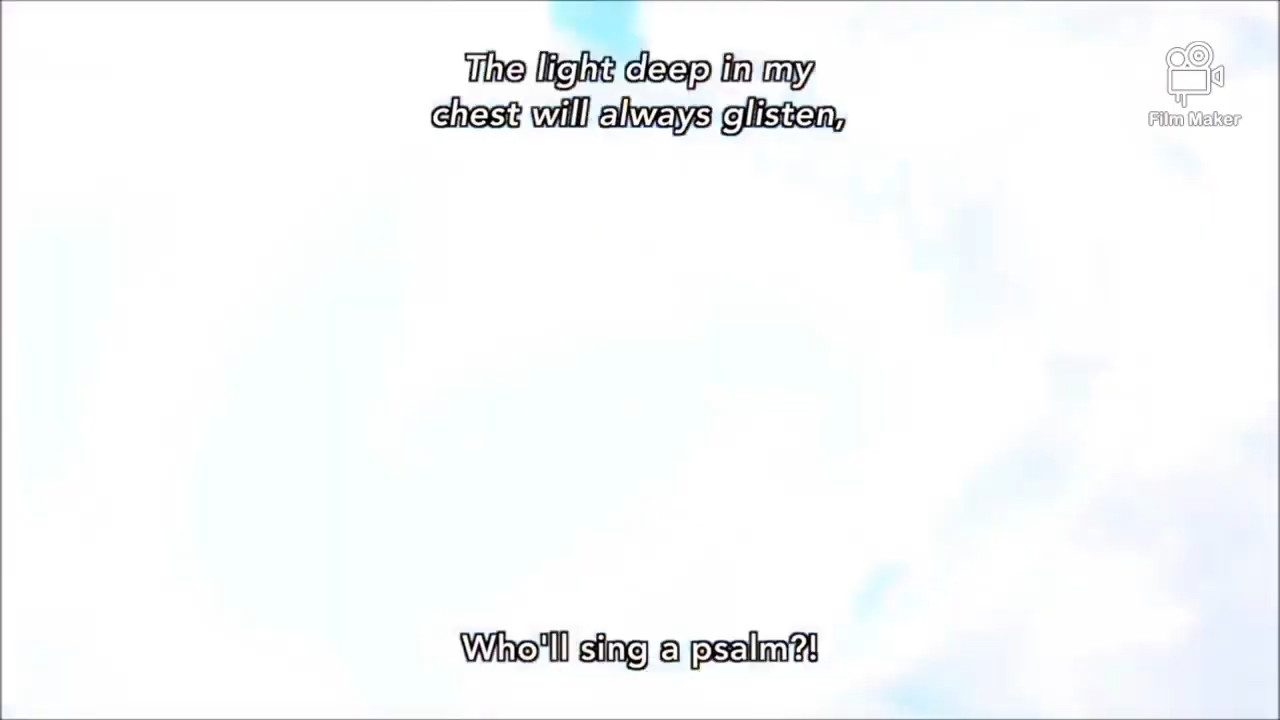 The light deep in my
chest will always glisten,
Film Maker
Who'll sing a psalm?!